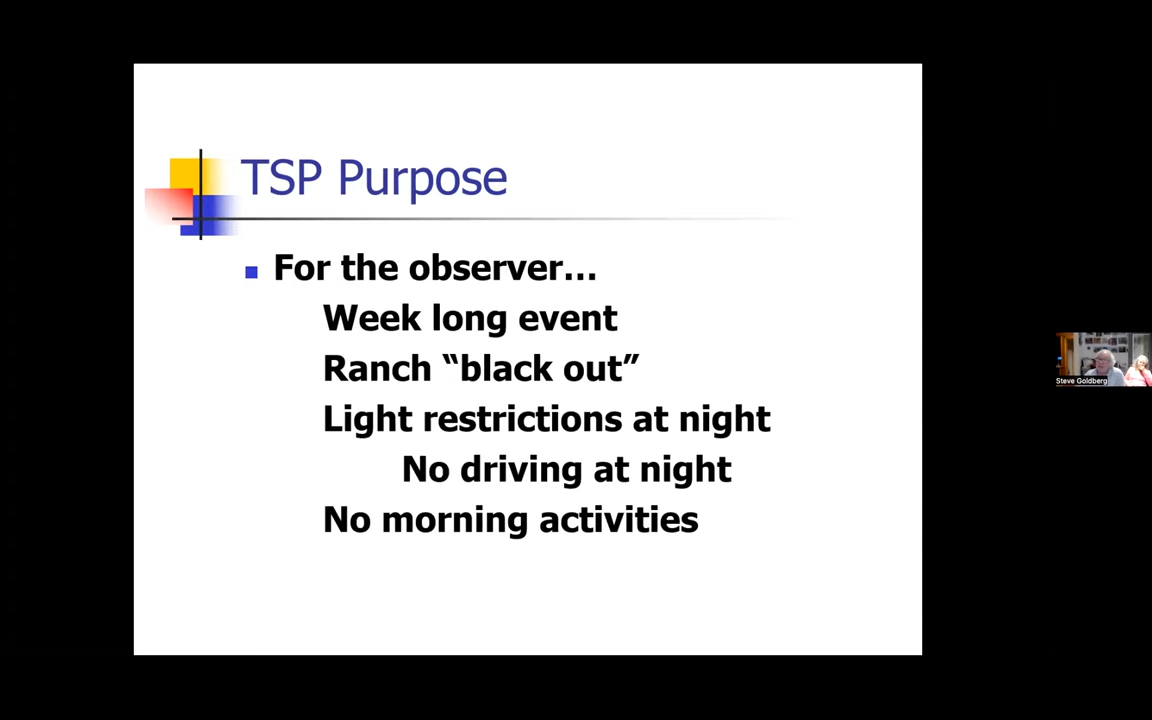 TSP Purpose
For the observer…
Week long event
Ranch “black out”
Light restrictions at night
No driving at night
No morning activities
Steve Goldberg